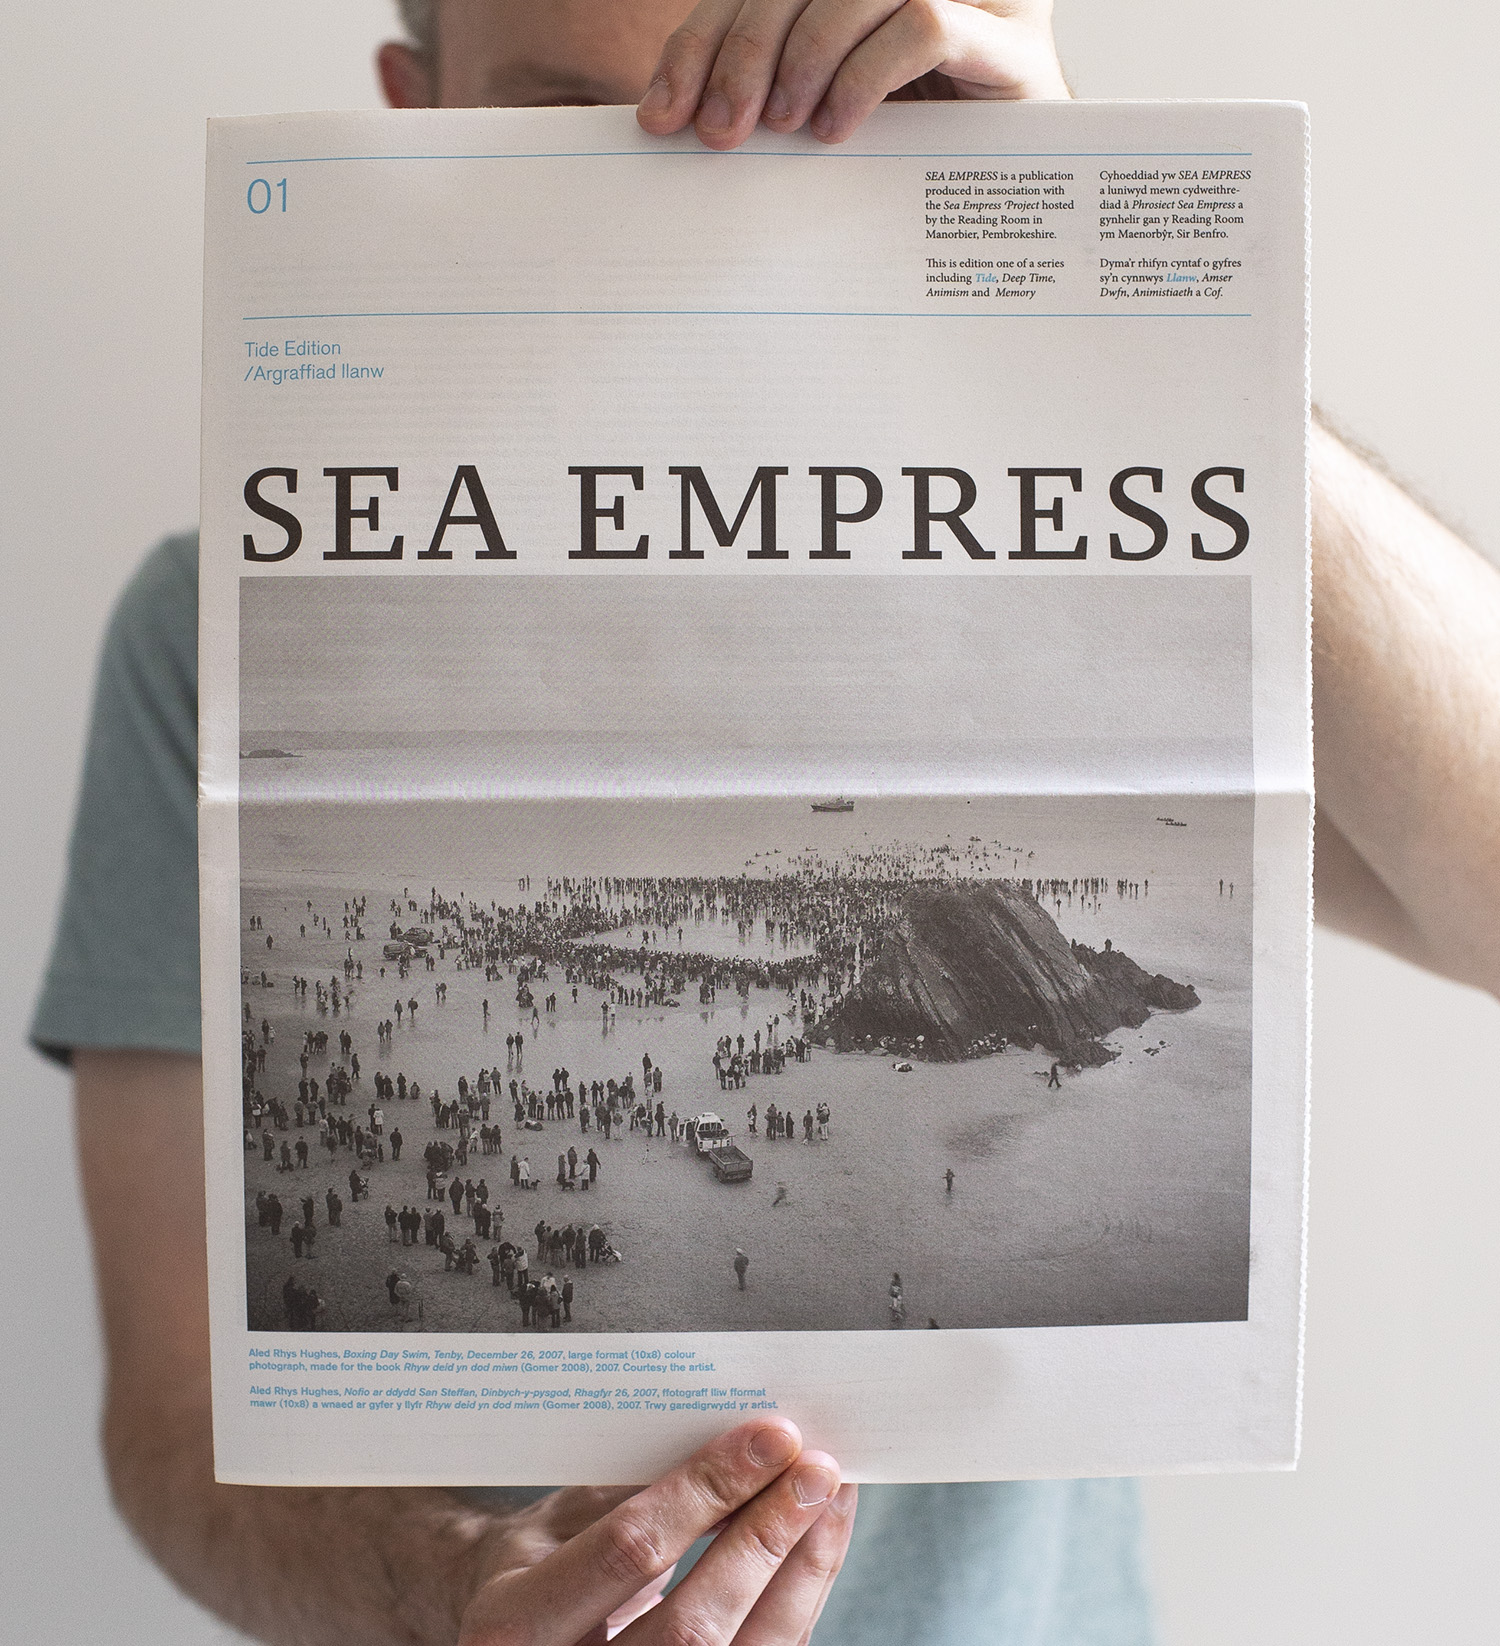 01
SEA EMPRESS is a publication
produced in association with
the Sea Empress Project hosted
by the Reading Room in
Manorbier, Pembrokeshire.
This is edition one of a series
including Tide, Deep Time,
Animism and Memory
Cyhoeddiad yw SEA EMPRESS
a luniwyd mewn cydweithre-
diad â Phrosiect Sea Empress a
gynhelir gan y Reading Room
ym Maenorbŷr, Sir Benfro.
Dyma'r rhifyn cyntaf o gyfres
sy'n cynnwys Llanw, Amser
Dwfn, Animistiaeth a Cof.
Tide Edition
/Argraffiad llanw
SEA EMPRESS
Aled Rhys Hughes, Boxing Day Swim, Tenby, December 26, 2007, large format (10x8) colour
photograph, made for the book Rhyw deid yn dod miwn (Gomer 2008), 2007. Courtesy the artist.
Aled Rhys Hughes, Nofio ar ddydd San Steffan, Dinbych-y-pysgod, Rhagfyr 26, 2007, ffotograff lliw fformat
mawr (10x8) a wnaed ar gyfer y llyfr Rhyw deid yn dod miwn (Gomer 2008), 2007. Trwy garedigrwydd yr artist.